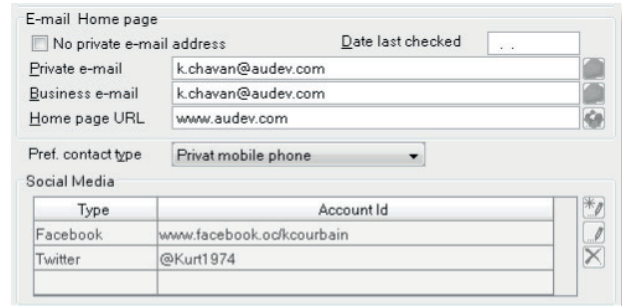 E-mail Home page
No private e-mail address Date last checked . .
Private e-mail k.chavan@audev.com
Business e-mail k.chavan@audev.com
Home page URL www.audev.com
Pref. contact type Privat mobile phone
Social Media
Type Account Id
Facebook www.facebook.oc/kcourbain
Twitter @Kurt1974